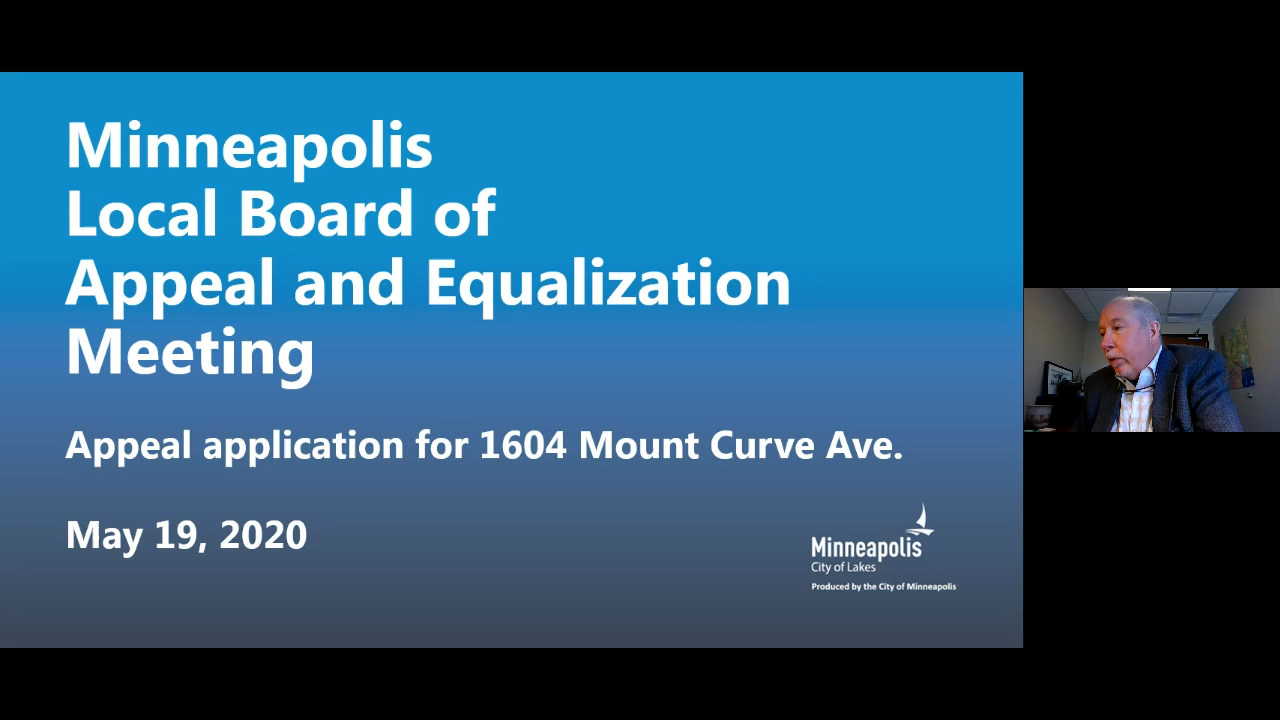 Minneapolis
Local Board of
Appeal and Equalization
Meeting
Appeal application for 1604 Mount Curve Ave.
May 19, 2020
Minneapolis
City of Lakes
Produced by the City of Minneapolis